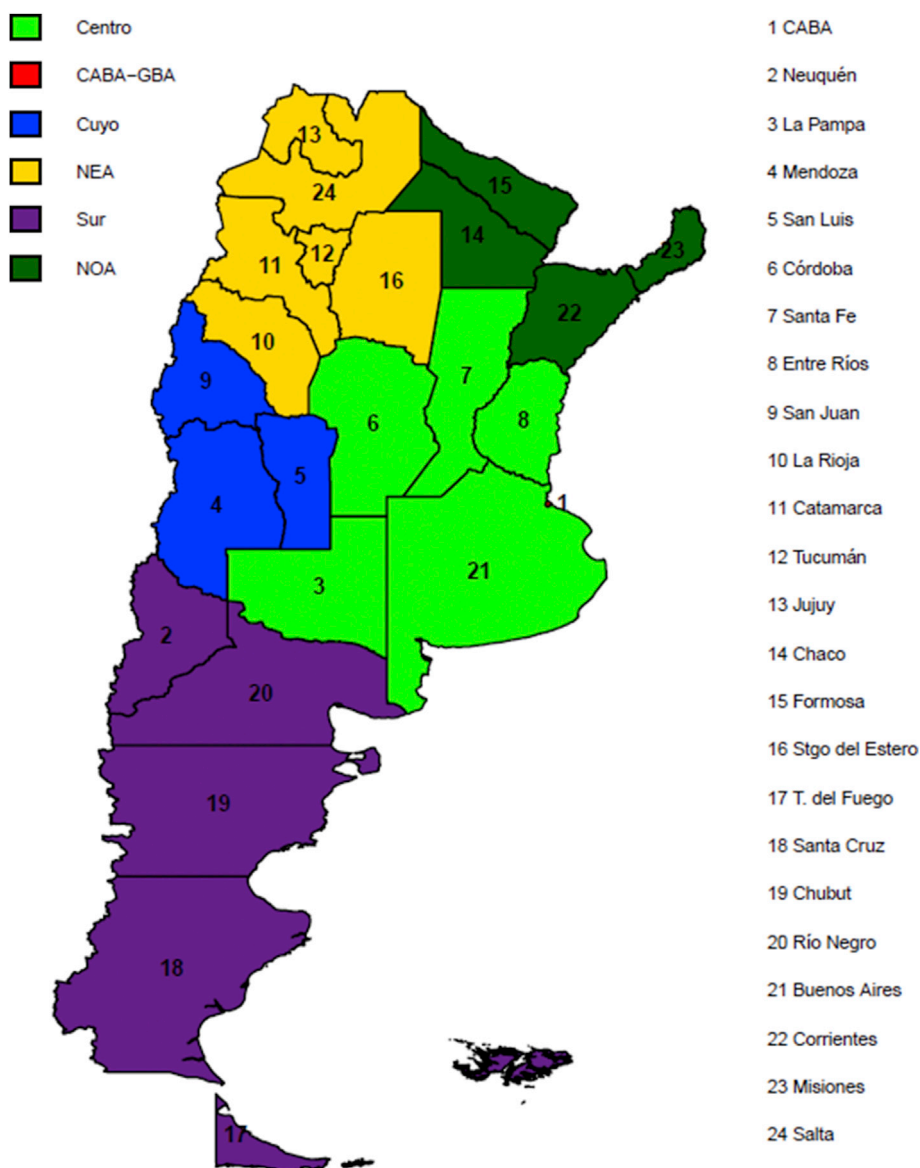 Centro
CABA−GBA
Cuyo
NEA
Sur
NOA
1 CABA
2 Neuquén
3 La Pampa
4 Mendoza
5 San Luis
6 Córdoba
7 Santa Fe
8 Entre Ríos
9 San Juan
10 La Rioja
11 Catamarca
12 Tucumán
13 Jujuy
14 Chaco
15 Formosa
16 Stgo del Estero
17 T. del Fuego
18 Santa Cruz
19 Chubut
20 Río Negro
21 Buenos Aires
22 Corrientes
23 Misiones
24 Salta
13
24
15
14
23
12
11
16
22
10
9
7
6
8
5
4
1
21
3
2
20
19
18
17